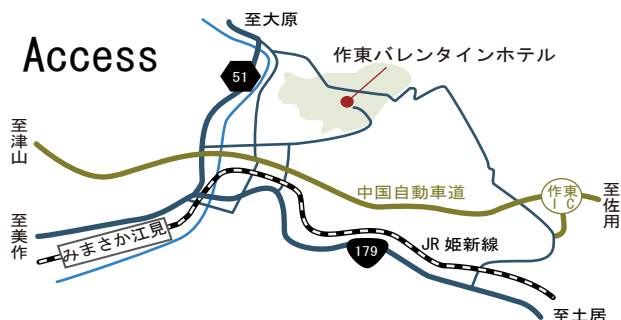 至大原
Access
作東バレンタインホテル
51
至津山
中国自動車道
作東
IC
至佐用
至美作
みまさか江見
JR 姫新線
179
至土居